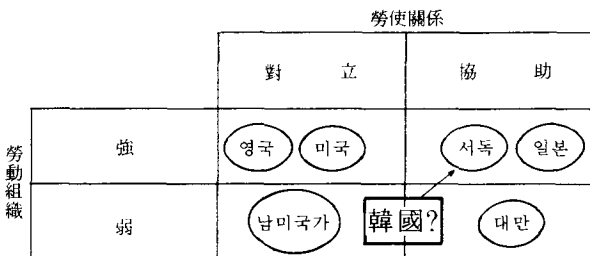 勞使關係
對立 協助
勞動組織
強 영국 미국 서독 일본
弱 남미국가 韓國? 대만